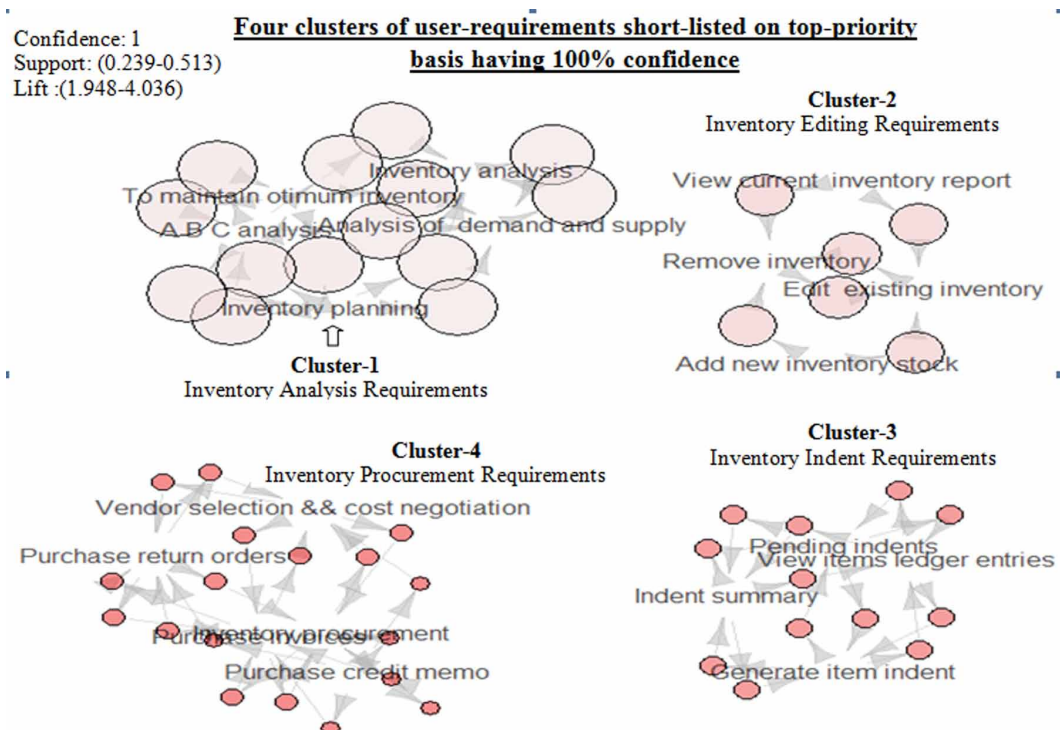 Four clusters of user-requirements short-listed on top-priority
basis having 100% confidence
Confidence: 1
Support: (0.239-0.513)
Lift :(1.948-4.036)
Inventory analysis
To maintain otimum inventory
A B C analysis
Analysis of demand and supply
Inventory planning
Cluster-1
Inventory Analysis Requirements
Cluster-2
Inventory Editing Requirements
View current inventory report
Remove inventory
Edit existing inventory
Add new inventory stock
Cluster-4
Inventory Procurement Requirements
Vendor selection && cost negotiation
Purchase return orders
Purchase invoices
Inventory procurement
Purchase credit memo
Cluster-3
Inventory Indent Requirements
Pending indents
View items ledger entries
Indent summary
Generate item indent